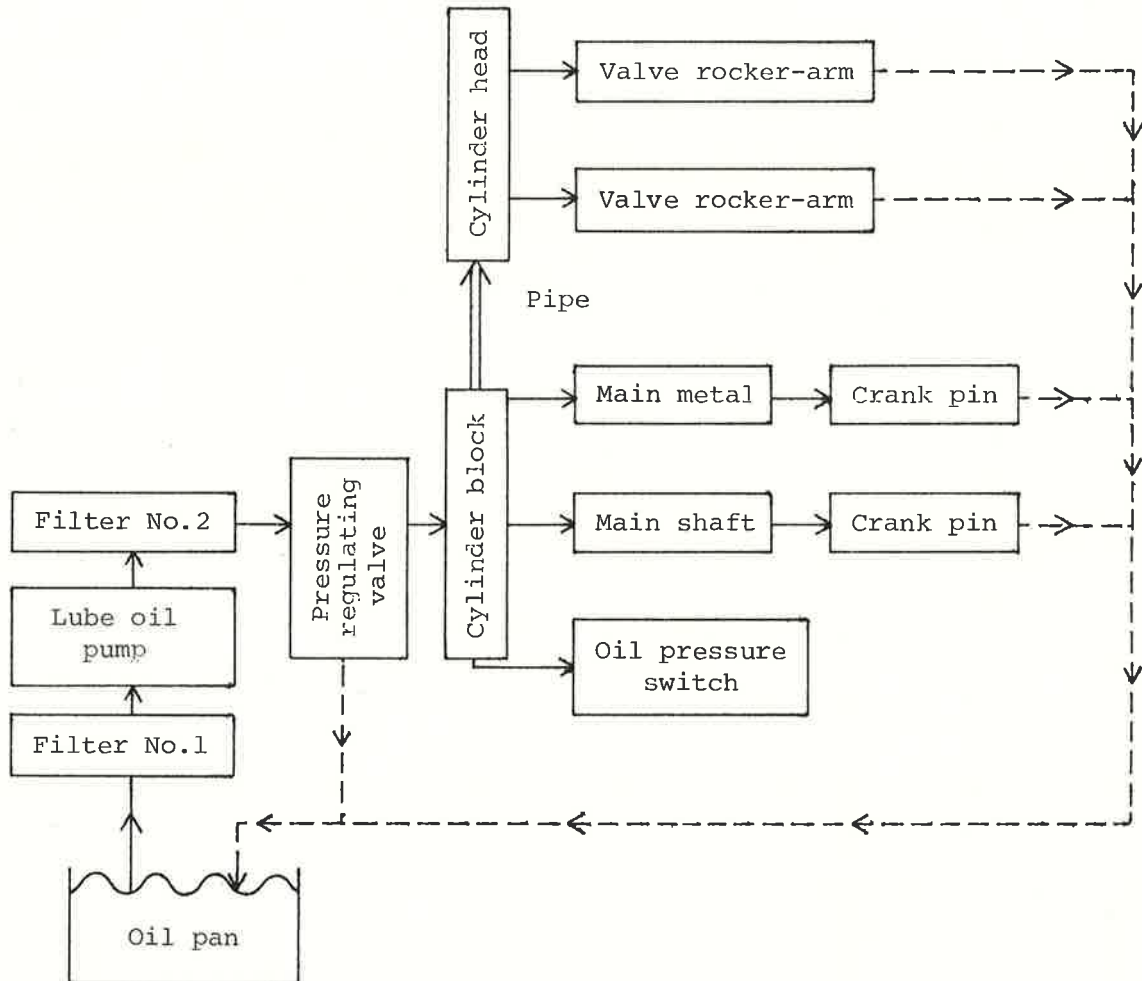 Cylinder head
Valve rocker-arm
Valve rocker-arm
Pipe
Cylinder block
Main metal
Crank pin
Main shaft
Crank pin
Oil pressure
switch
Pressure
regulating
valve
Filter No.2
Lube oil
pump
Filter No.1
Oil pan